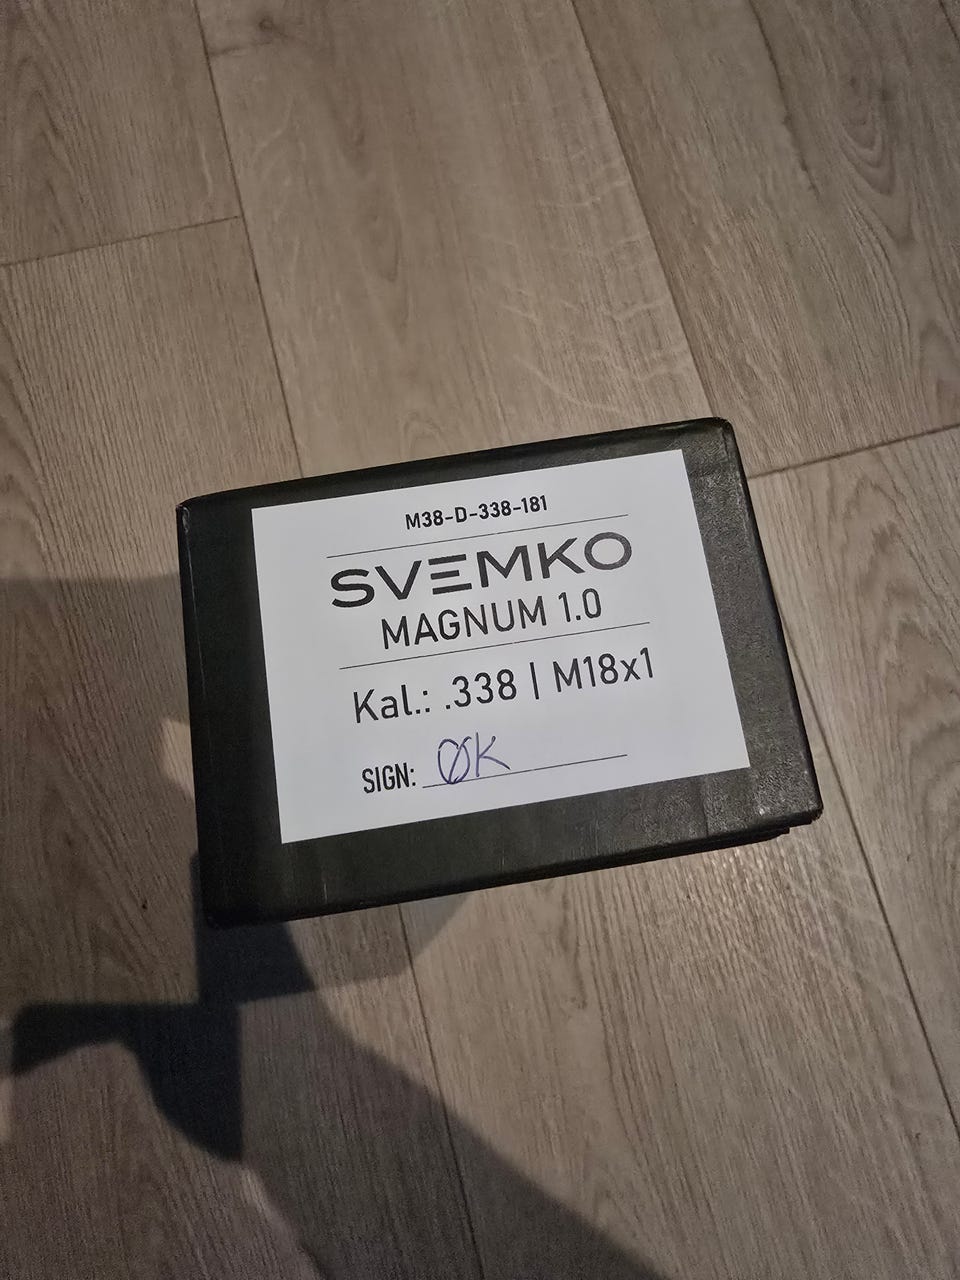 M38-D-338-181
SVEMKO
MAGNUM 1.0
Kal.: .338 | M18x1
SIGN: ØK